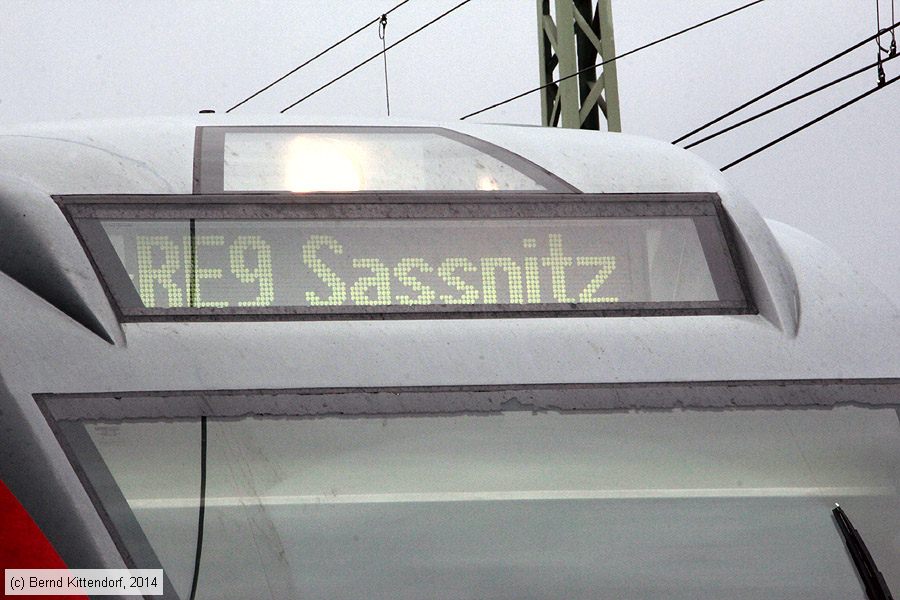 RE9 Sassnitz
(c) Bernd Kittendorf, 2014